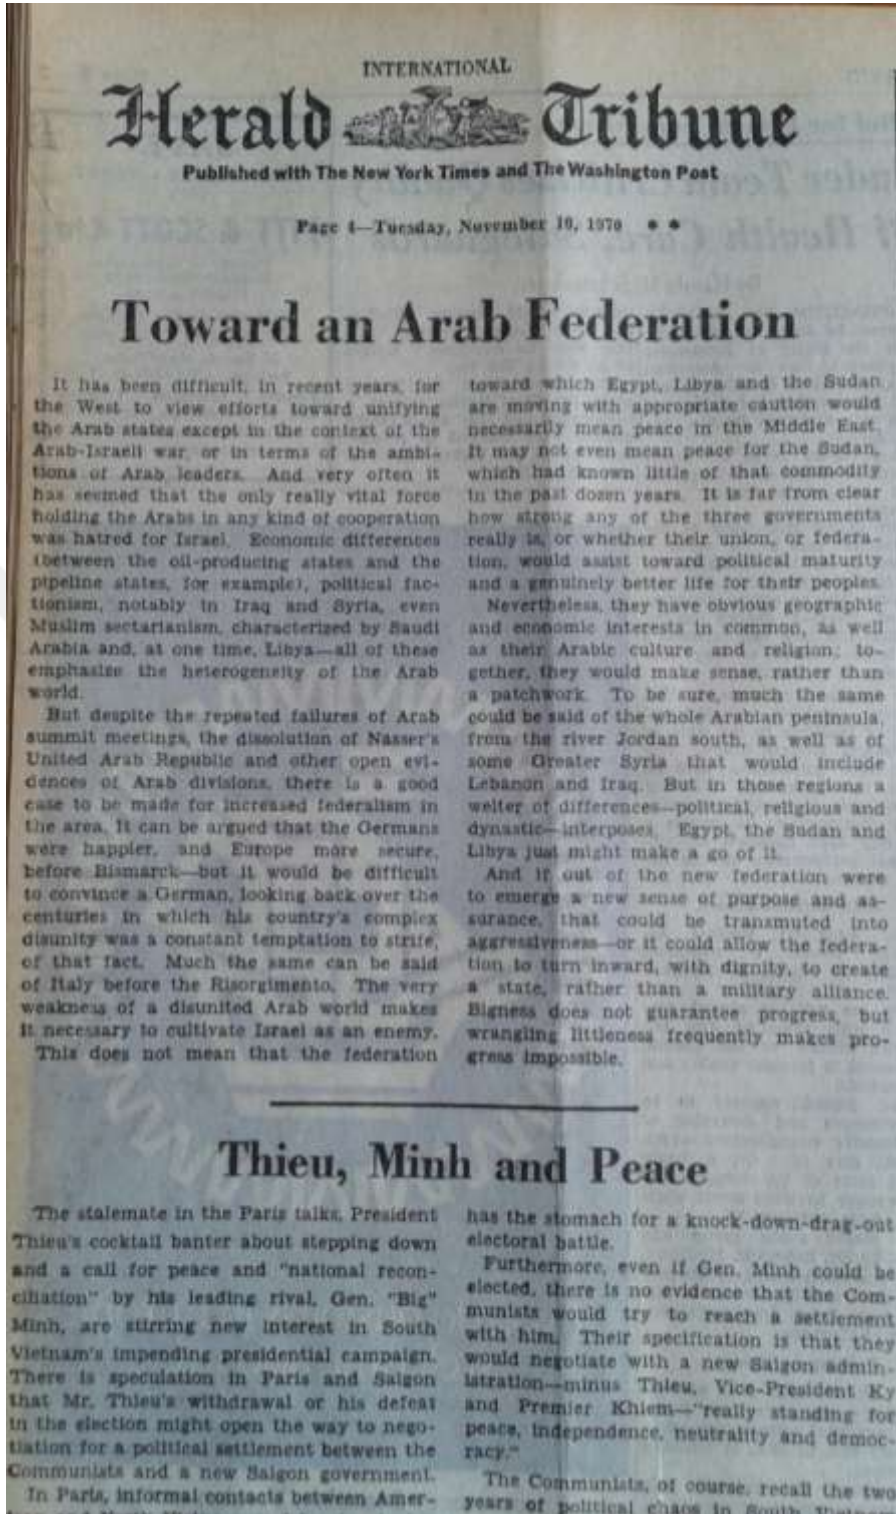 INTERNATIONAL
Herald Tribune
Published with The New York Times and The Washington Post
Page 4—Tuesday, November 10, 1970 * *
Toward an Arab Federation
It has been difficult, in recent years, for
the West to view efforts toward unifying
the Arab states except in the context of the
Arab-Israeli war, or in terms of the ambi-
tions of Arab leaders. And very often it
has seemed that the only really vital force
holding the Arabs in any kind of cooperation
was hatred for Israel. Economic differences
(between the oil-producing states and the
pipeline states, for example), political fac-
tionism, notably in Iraq and Syria, even
Muslim sectarianism, characterized by Saudi
Arabia and, at one time, Libya—all of these
emphasize the heterogeneity of the Arab
world.
But despite the repeated failures of Arab
summit meetings, the dissolution of Nasser's
United Arab Republic and other open evi-
dences of Arab divisions, there is a good
case to be made for increased federalism in
the area. It can be argued that the Germans
were happier, and Europe more secure,
before Bismarck—but it would be difficult
to convince a German, looking back over the
centuries in which his country's complex
disunity was a constant temptation to strife,
of that fact. Much the same can be said
of Italy before the Risorgimento. The very
weakness of a disunited Arab world makes
it necessary to cultivate Israel as an enemy.
This does not mean that the federation
toward which Egypt, Libya and the Sudan
are moving with appropriate caution would
necessarily mean peace in the Middle East.
It may not even mean peace for the Sudan,
which had known little of that commodity
in the past dozen years. It is far from clear
how strong any of the three governments
really is, or whether their union, or federa-
tion, would assist toward political maturity
and a genuinely better life for their peoples.
Nevertheless, they have obvious geographic
and economic interests in common, as well
as their Arabic culture and religion; to-
gether, they would make sense, rather than
a patchwork. To be sure, much the same
could be said of the whole Arabian peninsula,
from the river Jordan south, as well as of
some Greater Syria that would include
Lebanon and Iraq. But in those regions a
welter of differences—political, religious and
dynastic—interposes. Egypt, the Sudan and
Libya just might make a go of it.
And if out of the new federation were
to emerge a new sense of purpose and as-
surance, that could be transmuted into
aggressiveness—or it could allow the federa-
tion to turn inward, with dignity, to create
a state, rather than a military alliance.
Bigness does not guarantee progress, but
wrangling littleness frequently makes pro-
gress impossible.
Thieu, Minh and Peace
The stalemate in the Paris talks, President
Thieu's cocktail banter about stepping down
and a call for peace and "national recon-
ciliation" by his leading rival, Gen. "Big"
Minh, are stirring new interest in South
Vietnam's impending presidential campaign.
There is speculation in Paris and Saigon
that Mr. Thieu's withdrawal or his defeat
in the election might open the way to nego-
tiation for a political settlement between the
Communists and a new Saigon government.
In Paris, informal contacts between Amer-
has the stomach for a knock-down-drag-out
electoral battle.
Furthermore, even if Gen. Minh could be
elected, there is no evidence that the Com-
munists would try to reach a settlement
with him. Their specification is that they
would negotiate with a new Saigon admin-
istration—minus Thieu, Vice-President Ky
and Premier Khiem—"really standing for
peace, independence, neutrality and democ-
racy."
The Communists, of course, recall the two
years of political chaos in South